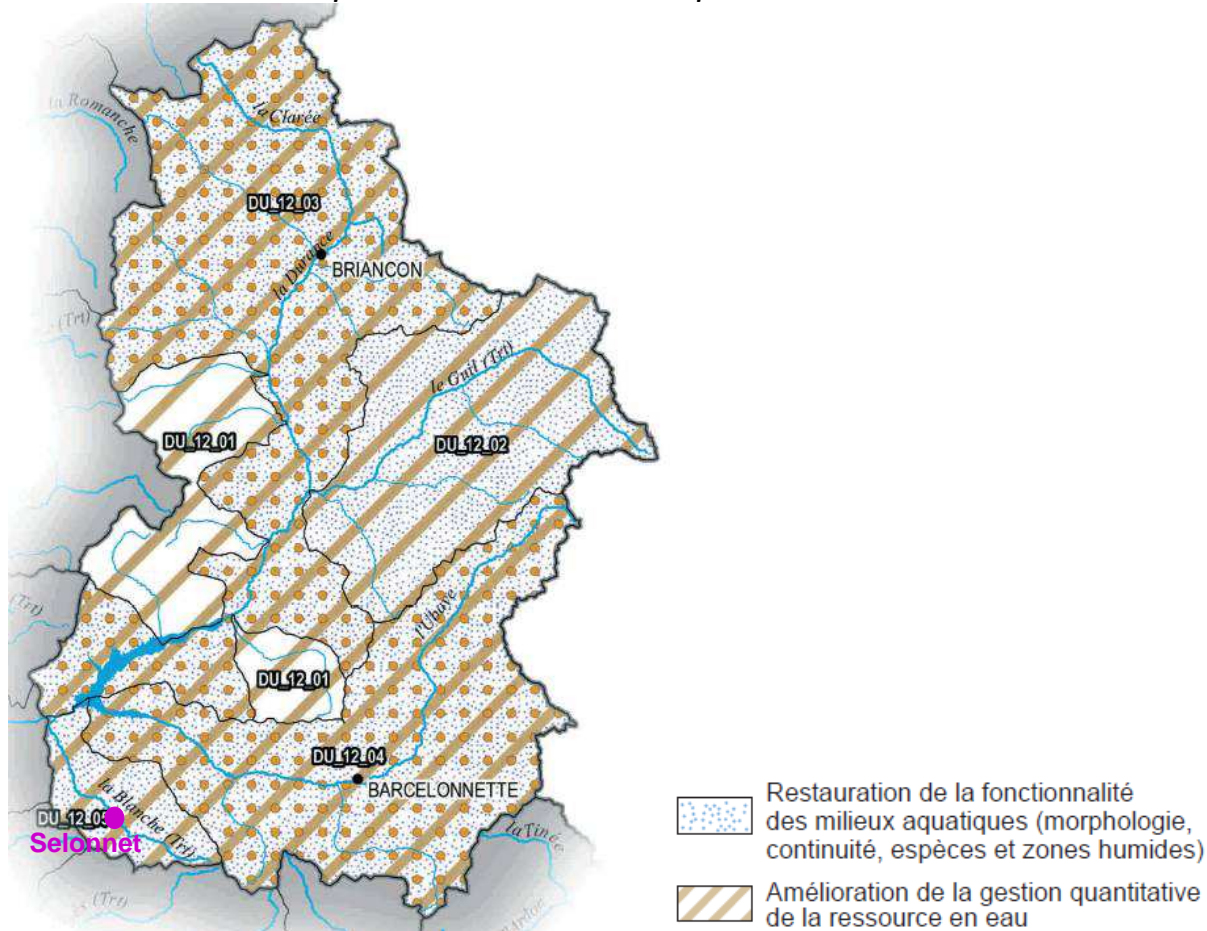 la Romanche
la Clarée
DU_12_03
la Durance
BRIANCON
(Trt)
le Guil (Trt)
DU_12_01
DU_12_02
l'Ubaye
(Trt)
DU_12_01
DU_12_04
BARCELONNETTE
la Blanche (Trt)
DU_12_05
Selonnet
la Tinée
(Trt)
Restauration de la fonctionnalité
des milieux aquatiques (morphologie,
continuité, espèces et zones humides)
Amélioration de la gestion quantitative
de la ressource en eau